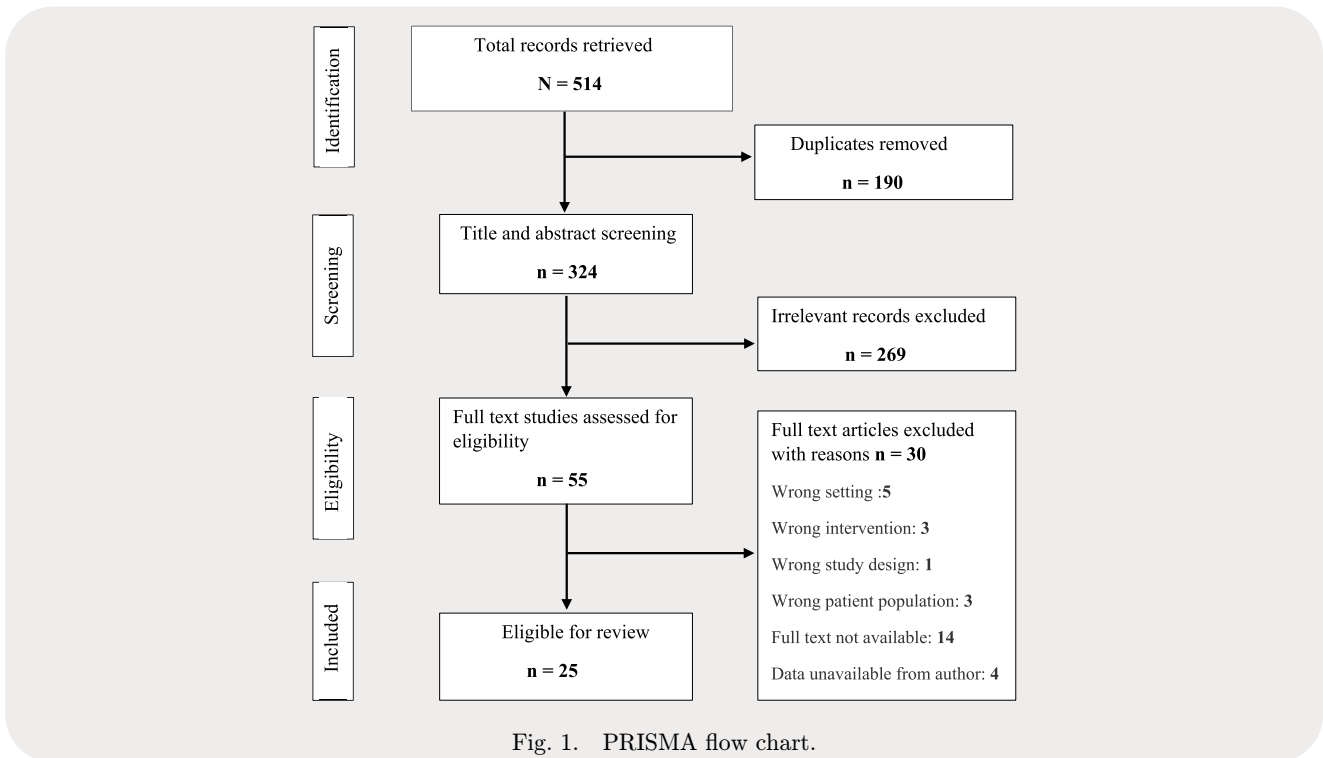 Identification
Total records retrieved
N = 514
Duplicates removed
n = 190
Screening
Title and abstract screening
n = 324
Irrelevant records excluded
n = 269
Eligibility
Full text studies assessed for
eligibility
n = 55
Full text articles excluded
with reasons n = 30
Wrong setting :5
Wrong intervention: 3
Wrong study design: 1
Wrong patient population: 3
Full text not available: 14
Data unavailable from author: 4
Included
Eligible for review
n = 25
Fig. 1. PRISMA flow chart.